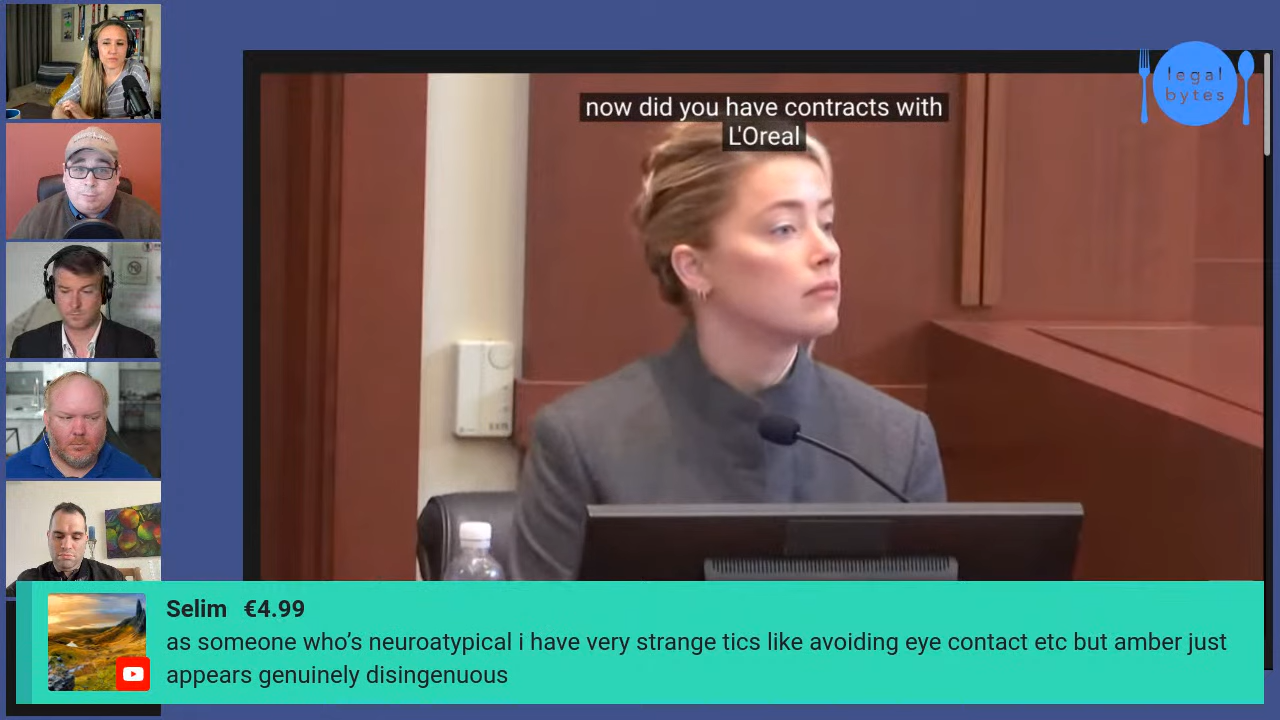 now did you have contracts with
L'Oreal
legal
bytes
Selim €4.99
as someone who’s neuroatypical i have very strange tics like avoiding eye contact etc but amber just
appears genuinely disingenuous